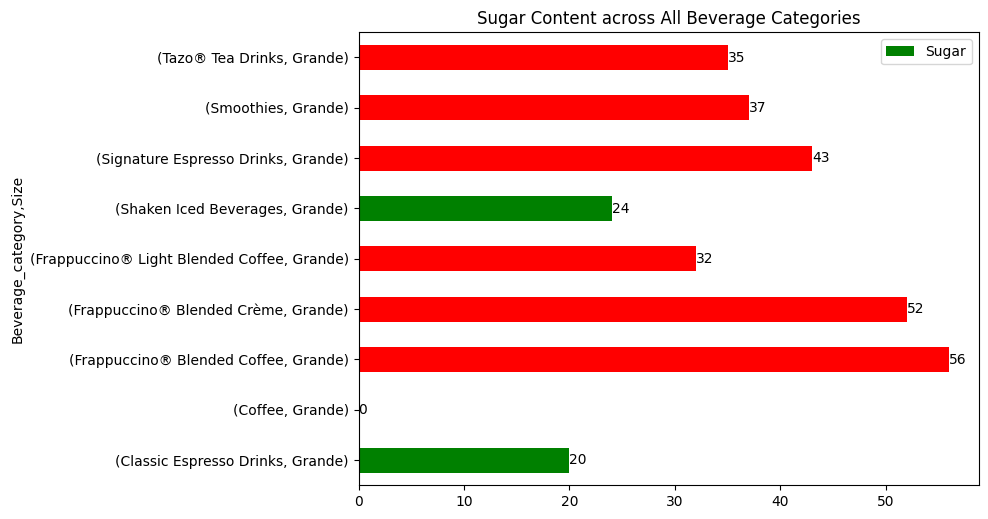 Sugar Content across All Beverage Categories
Sugar
Beverage_category,Size
(Tazo® Tea Drinks, Grande)
35
(Smoothies, Grande)
37
(Signature Espresso Drinks, Grande)
43
(Shaken Iced Beverages, Grande)
24
(Frappuccino® Light Blended Coffee, Grande)
32
(Frappuccino® Blended Crème, Grande)
52
(Frappuccino® Blended Coffee, Grande)
56
(Coffee, Grande)
0
(Classic Espresso Drinks, Grande)
20
0 10 20 30 40 50